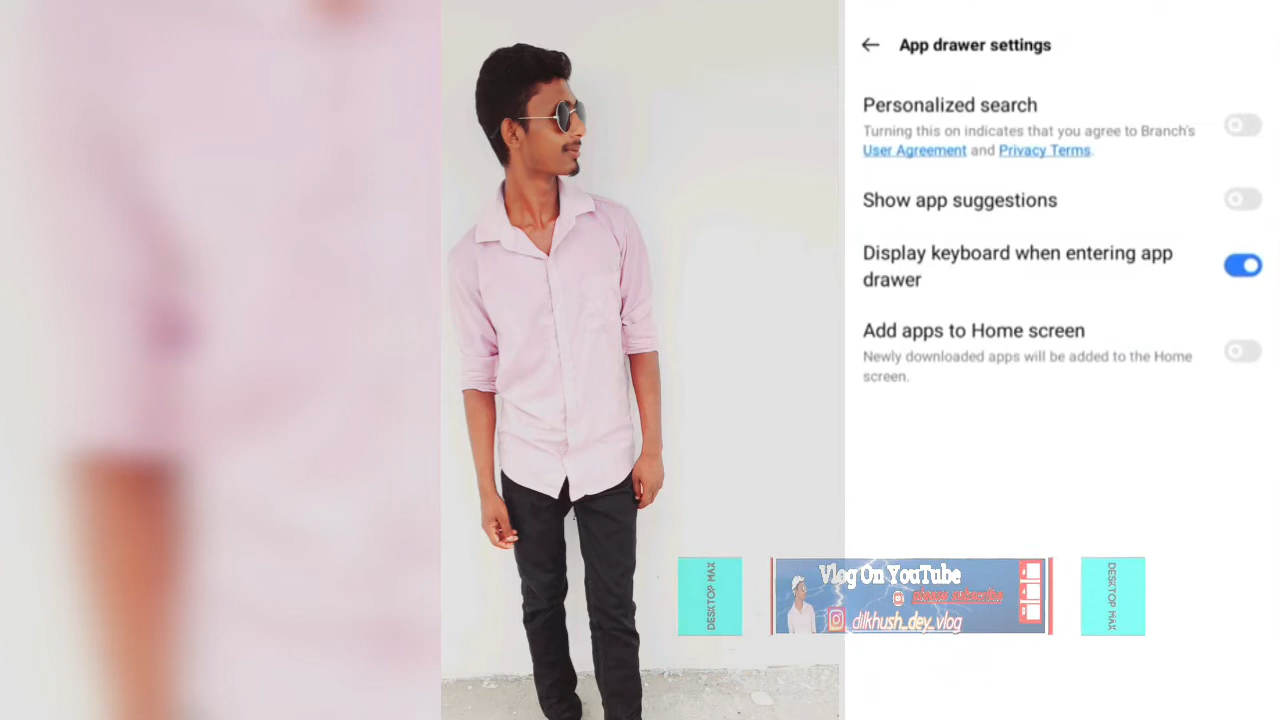 App drawer settings
Personalized search
Turning this on indicates that you agree to Branch's
User Agreement and Privacy Terms.
Show app suggestions
Display keyboard when entering app
drawer
Add apps to Home screen
Newly downloaded apps will be added to the Home
screen.
DESKTOP MAX
Vlog On YouTube
please subscribe
dilkhush_dey_vlog
DESKTOP MAX